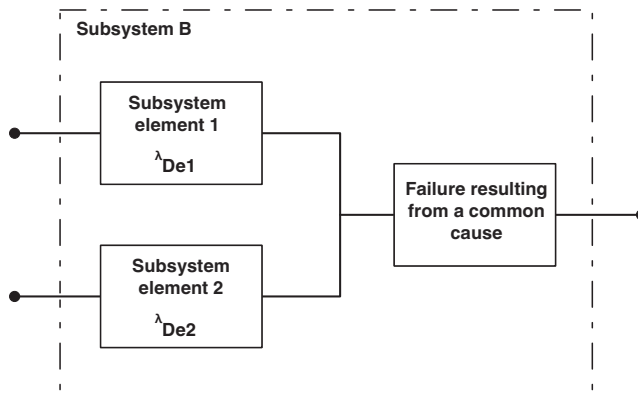 Subsystem B
Subsystem
element 1
λDe1
Failure resulting
from a common
cause
Subsystem
element 2
λDe2